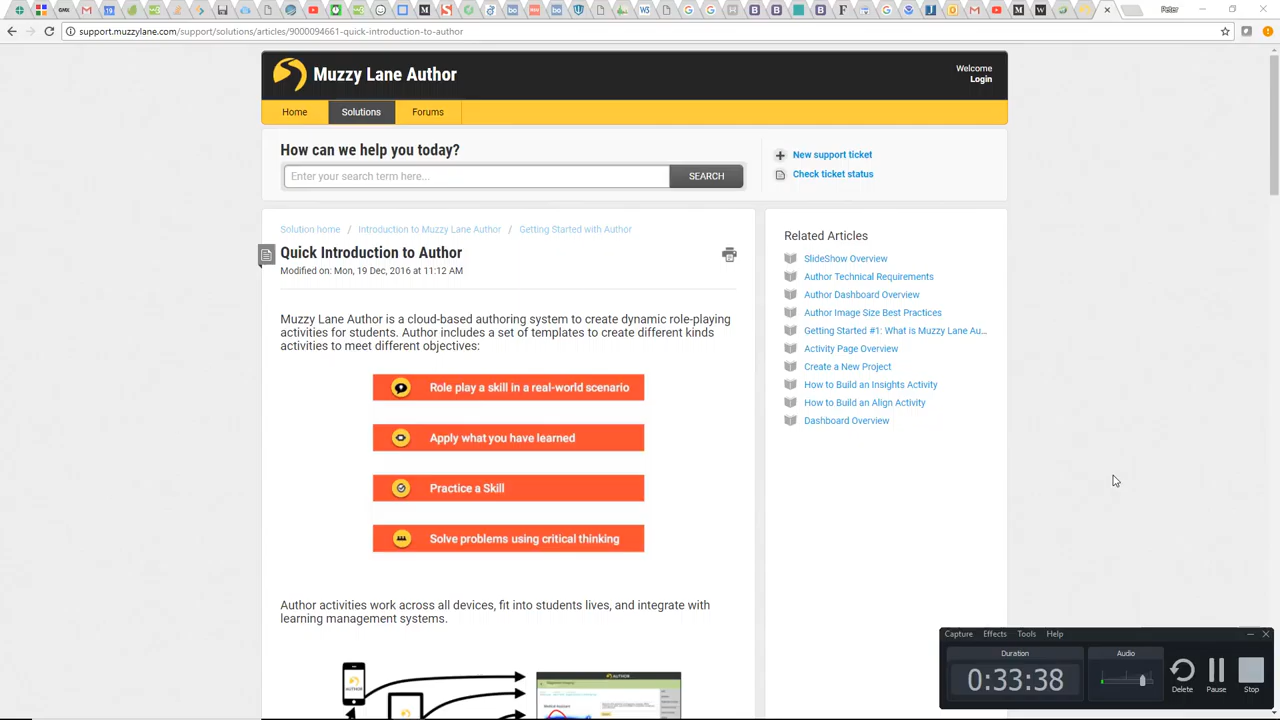 Peter
support.muzzylane.com/support/solutions/articles/9000094661-quick-introduction-to-author
Muzzy Lane Author
Welcome
Login
Home
Solutions
Forums
How can we help you today?
Enter your search term here...
SEARCH
New support ticket
Check ticket status
Solution home / Introduction to Muzzy Lane Author / Getting Started with Author
Quick Introduction to Author
Modified on: Mon, 19 Dec, 2016 at 11:12 AM
Muzzy Lane Author is a cloud-based authoring system to create dynamic role-playing
activities for students. Author includes a set of templates to create different kinds
activities to meet different objectives:
Role play a skill in a real-world scenario
Apply what you have learned
Practice a Skill
Solve problems using critical thinking
Author activities work across all devices, fit into students lives, and integrate with
learning management systems.
AUTHOR
AUTHOR
Related Articles
SlideShow Overview
Author Technical Requirements
Author Dashboard Overview
Author Image Size Best Practices
Getting Started #1: What is Muzzy Lane Au...
Activity Page Overview
Create a New Project
How to Build an Insights Activity
How to Build an Align Activity
Dashboard Overview
Capture Effects Tools Help
Duration
0:33:38
Audio
Delete
Pause
Stop